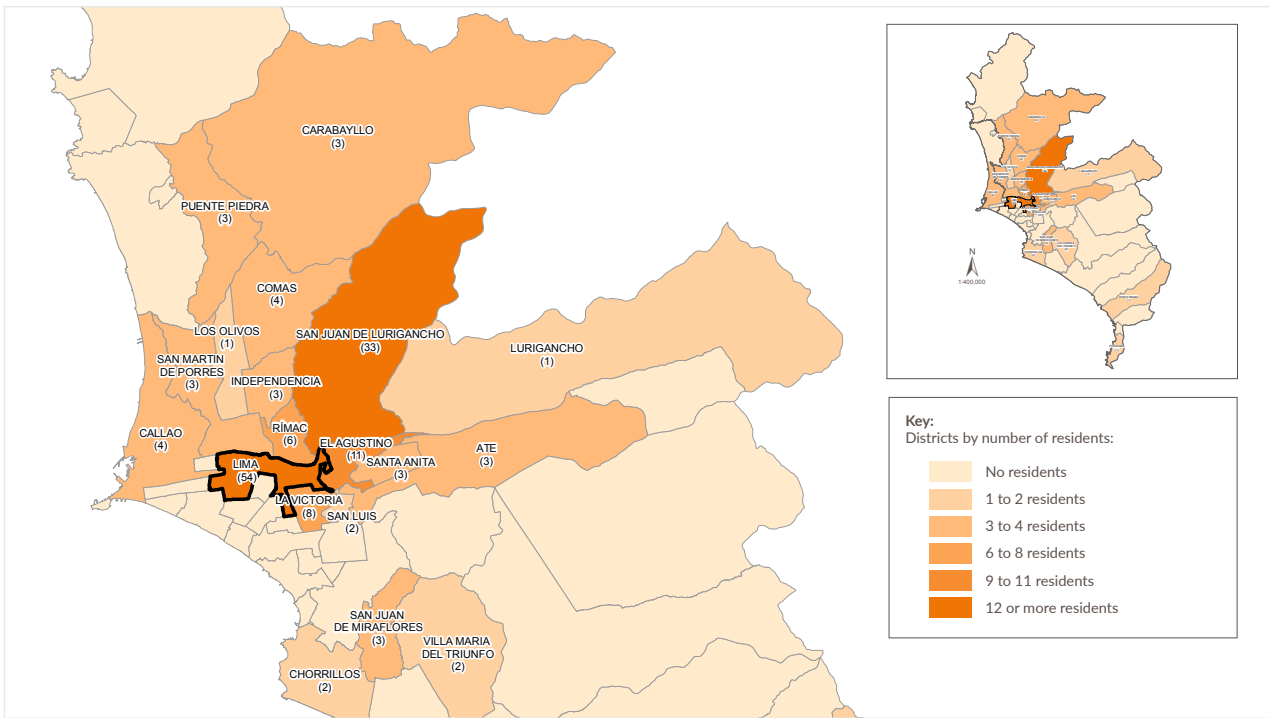 CARABAYLLO
(3)
PUENTE PIEDRA
(3)
COMAS
(4)
LOS OLIVOS
(1)
SAN JUAN DE LURIGANCHO
(33)
LURIGANCHO
(1)
SAN MARTIN
DE PORRES
(3)
INDEPENDENCIA
(3)
CALLAO
(4)
RÍMAC
(6)
EL AGUSTINO
(11)
ATE
(3)
SANTA ANITA
(3)
LIMA
(54)
LA VICTORIA
(8)
SAN LUIS
(2)
SAN JUAN
DE MIRAFLORES
(3)
VILLA MARIA
DEL TRIUNFO
(2)
CHORRILLOS
(2)
N
1:400,000
Key:
Districts by number of residents:
No residents
1 to 2 residents
3 to 4 residents
6 to 8 residents
9 to 11 residents
12 or more residents